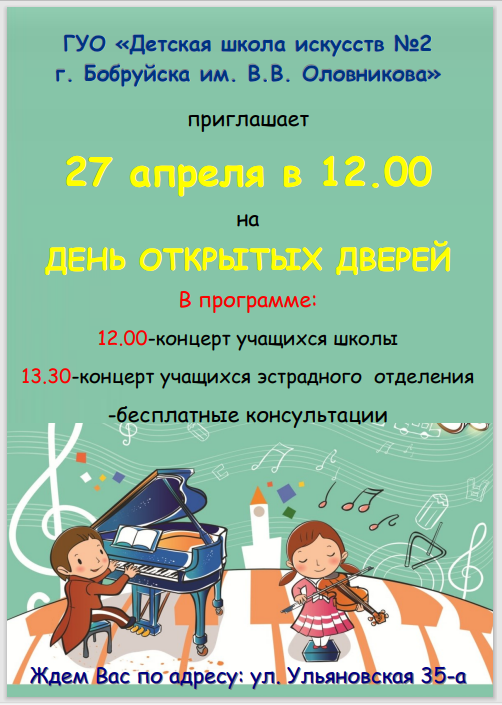 ГУО «Детская школа искусств №2
г. Бобруйска им. В.В. Оловникова»
приглашает
27 апреля в 12.00
на
ДЕНЬ ОТКРЫТЫХ ДВЕРЕЙ
В программе:
12.00-концерт учащихся школы
13.30-концерт учащихся эстрадного отделения
-бесплатные консультации
Ждем Вас по адресу: ул. Ульяновская 35-а